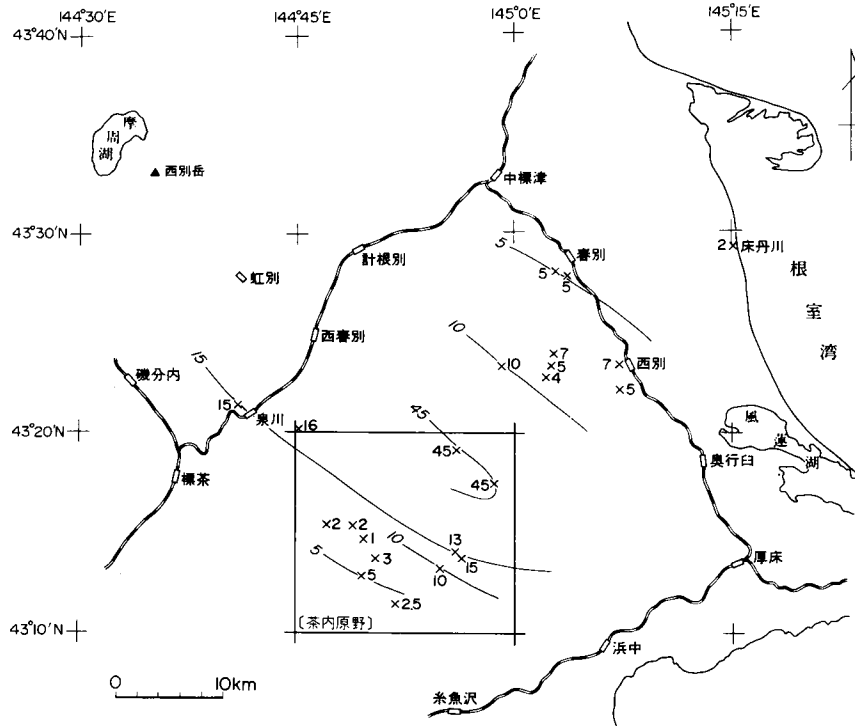 144°30'E 144°45'E 145°0'E 145°15'E
43°40'N
摩
周
湖
西別岳
中標津
43°30'N
5
春別
2 床丹川
計根別
5
5
根
室
湾
虹別
西春別
10
7
10 5 7 西別
4
5
15
磯分内
15
泉川
45
風
蓮
湖
43°20'N
16
45
奥行臼
標茶
45
2 2
1
13
10
3
15
厚床
5
5
10
2.5
[茶内原野]
43°10'N
浜中
0 10km
糸魚沢